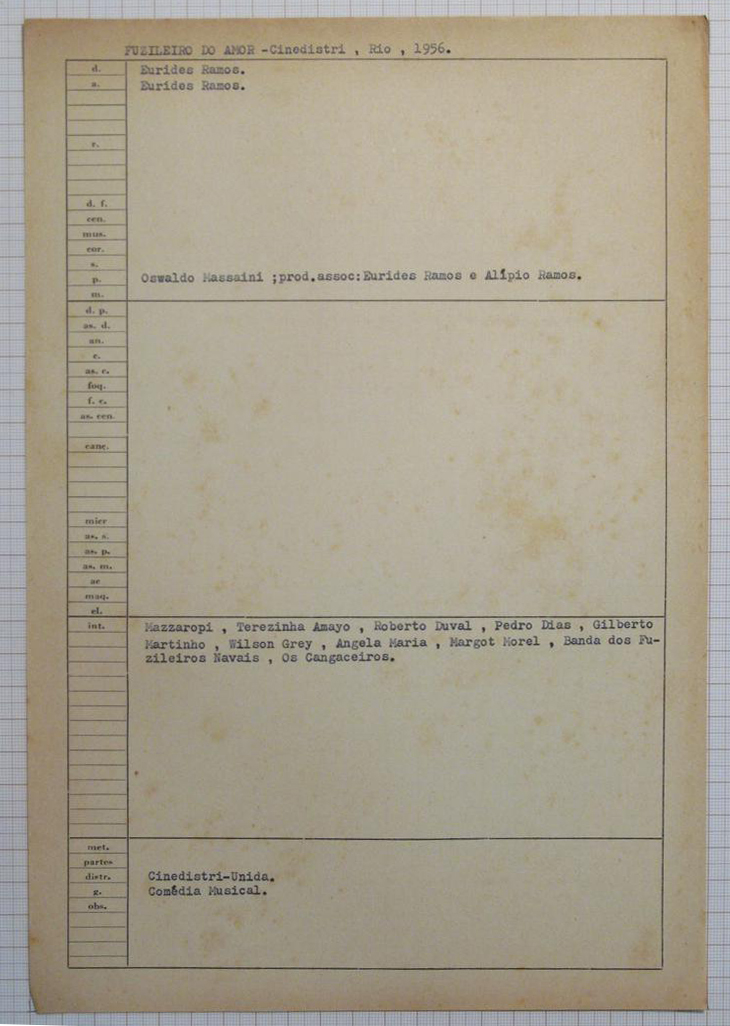 FUZILEIRO DO AMOR -Cinedistri , Rio , 1956.
d. Eurides Ramos.
a. Eurides Ramos.
r.
d. f.
cen.
mus.
cor.
s.
p. Oswaldo Massaini ;prod.assoc:Eurides Ramos e Alípio Ramos.
m.
d. p.
as. d.
an.
c.
as. c.
foq.
f. c.
as. cen.
canç.
micr
as. s.
as. p.
as. m.
ae
maq.
el.
int. Mazzaropi , Terezinha Amayo , Roberto Duval , Pedro Dias , Gilberto
Martinho , Wilson Grey , Angela Maria , Margot Morel , Banda dos Fu-
zileiros Navais , Os Cangaceiros.
met.
partes
distr. Cinedistri-Unida.
g. Comédia Musical.
obs.